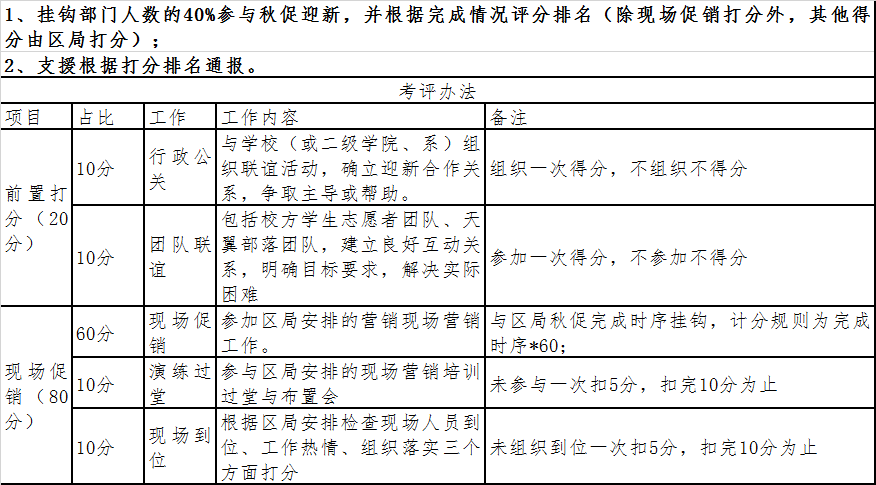 1、挂钩部门人数的40%参与秋促迎新，并根据完成情况评分排名（除现场促销打分外，其他得
分由区局打分）；
2、支援根据打分排名通报。
考评办法
项目
占比
工作
工作内容
备注
前置打
分（20
分）
10分
行政公
关
与学校（或二级学院、系）组
织联谊活动，确立迎新合作关
系，争取主导或帮助。
组织一次得分，不组织不得分
10分
团队联
谊
包括校方学生志愿者团队、天
翼部落团队，建立良好互动关
系，明确目标要求，解决实际
困难
参加一次得分，不参加不得分
现场促
销（80
分）
60分
现场促
销
参加区局安排的营销现场营销
工作。
与区局秋促完成时序挂钩，计分规则为完成
时序*60；
10分
演练过
堂
参与区局安排的现场营销培训
过堂与布置会
未参与一次扣5分，扣完10分为止
10分
现场到
位
根据区局安排检查现场人员到
位、工作热情、组织落实三个
方面打分
未组织到位一次扣5分，扣完10分为止